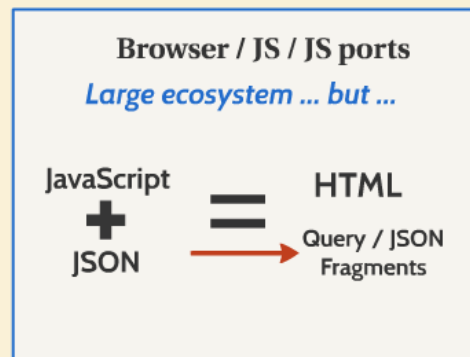 Browser / JS / JS ports
Large ecosystem ... but ...
JavaScript
+
JSON
=
HTML
Query / JSON
Fragments